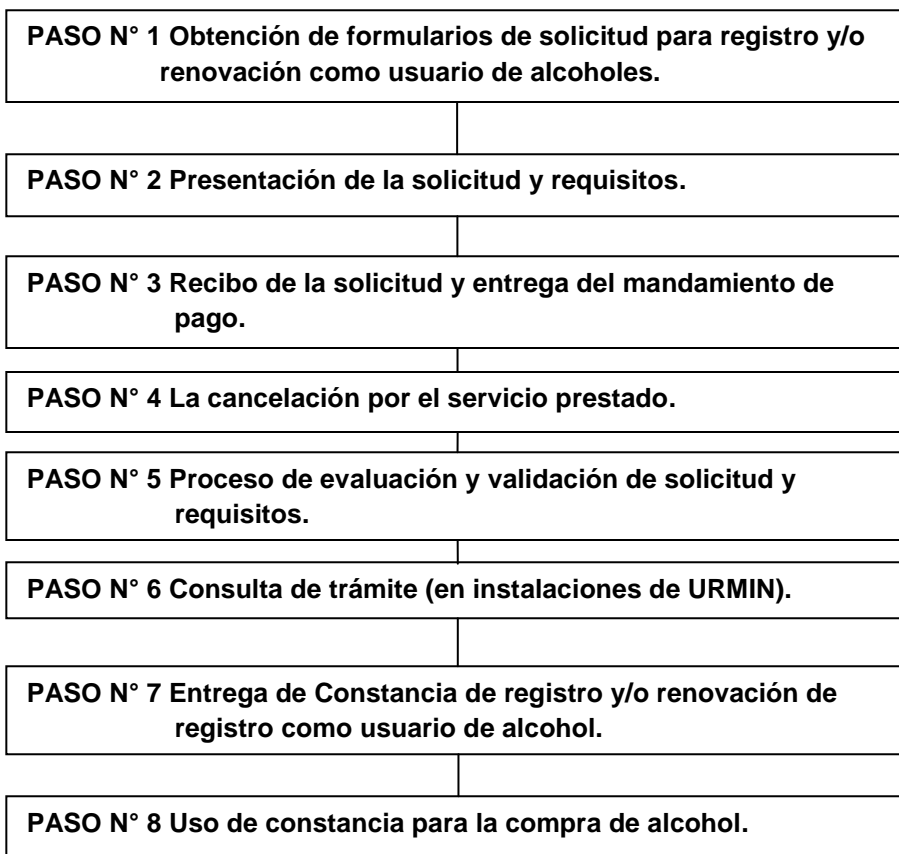 PASO N° 1 Obtención de formularios de solicitud para registro y/o
renovación como usuario de alcoholes.
PASO N° 2 Presentación de la solicitud y requisitos.
PASO N° 3 Recibo de la solicitud y entrega del mandamiento de
pago.
PASO N° 4 La cancelación por el servicio prestado.
PASO N° 5 Proceso de evaluación y validación de solicitud y
requisitos.
PASO N° 6 Consulta de trámite (en instalaciones de URMIN).
PASO N° 7 Entrega de Constancia de registro y/o renovación de
registro como usuario de alcohol.
PASO N° 8 Uso de constancia para la compra de alcohol.